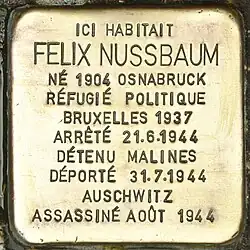 ICI HABITAIT
FELIX NUSSBAUM
NÉ 1904 OSNABRUCK
RÉFUGIÉ POLITIQUE
BRUXELLES 1937
ARRÊTÉ 21.6.1944
DÉTENU MALINES
DÉPORTÉ 31.7.1944
AUSCHWITZ
ASSASSINÉ AOÛT 1944